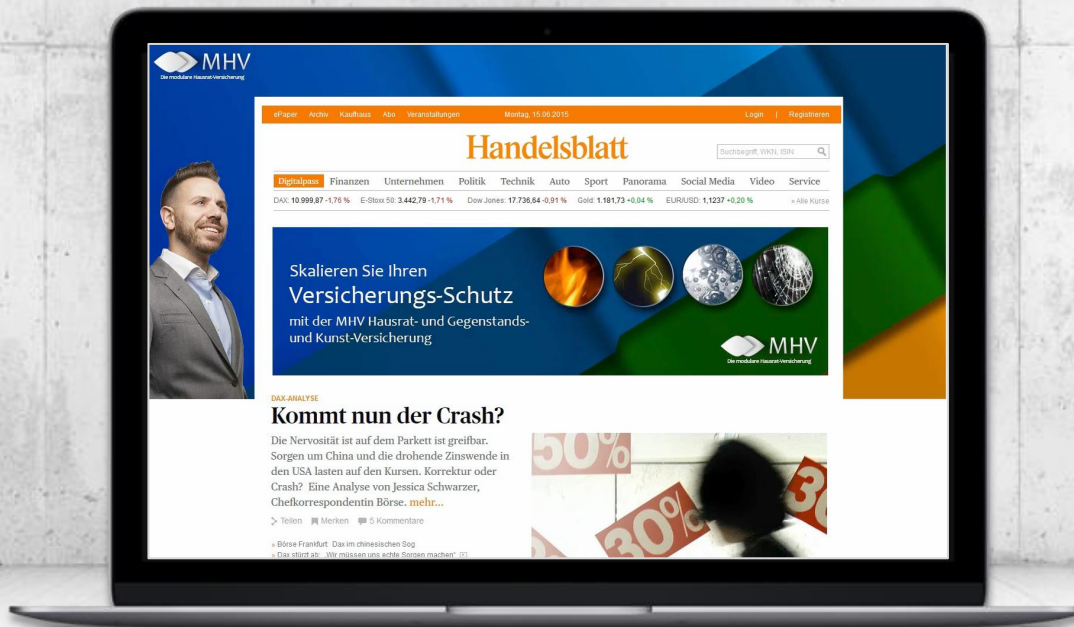 MHV
Die modulare Hausrat-Versicherung
ePaper Archiv Kaufhaus Abo Veranstaltungen Montag, 15.06.2015 Login | Registrieren
Handelsblatt
Suchbegriff, WKN, ISIN
Digitalpass Finanzen Unternehmen Politik Technik Auto Sport Panorama Social Media Video Service
DAX: 10.999,87 -1,76 % E-Stoxx 50: 3.442,79 -1,71 % Dow Jones: 17.736,64 -0,91 % Gold: 1.181,73 +0,04 % EUR/USD: 1,1237 +0,20 % » Alle Kurse
Skalieren Sie Ihren
Versicherungs-Schutz
mit der MHV Hausrat- und Gegenstands-
und Kunst-Versicherung
MHV
Die modulare Hausrat-Versicherung
DAX-ANALYSE
Kommt nun der Crash?
Die Nervosität ist auf dem Parkett ist greifbar.
Sorgen um China und die drohende Zinswende in
den USA lasten auf den Kursen. Korrektur oder
Crash? Eine Analyse von Jessica Schwarzer,
Chefkorrespondentin Börse. mehr...
Teilen Merken 5 Kommentare
» Börse Frankfurt: Dax im chinesischen Sog
» Dax stürzt ab: „Wir müssen uns echte Sorgen machen“
50%
30%
3